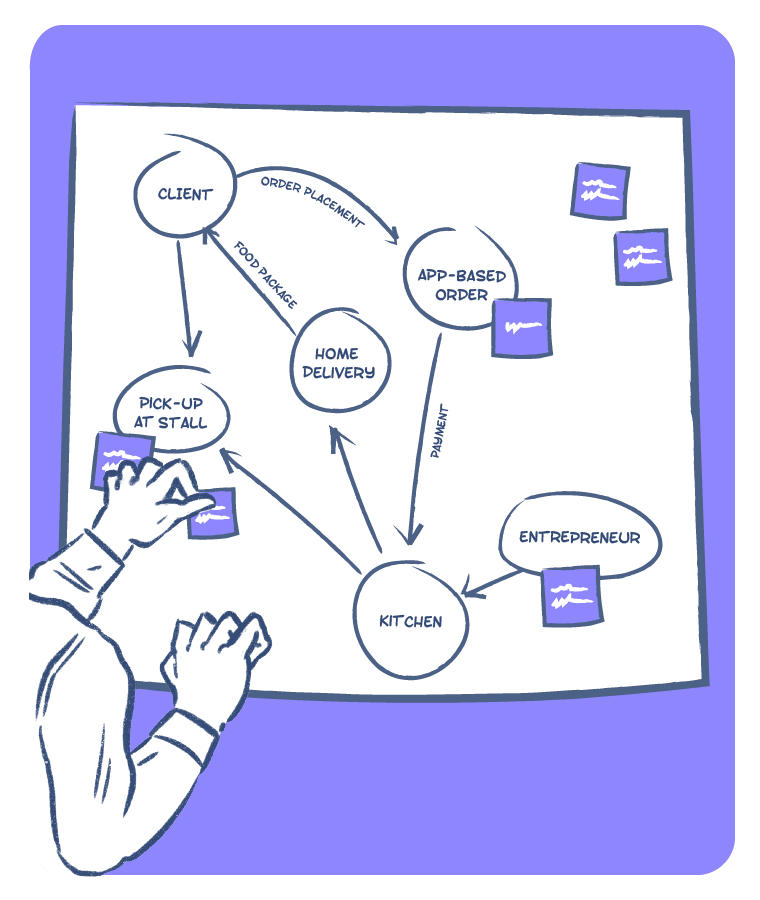 CLIENT
ORDER PLACEMENT
FOOD PACKAGE
APP-BASED
ORDER
HOME
DELIVERY
PICK-UP
AT STALL
PAYMENT
ENTREPRENEUR
KITCHEN